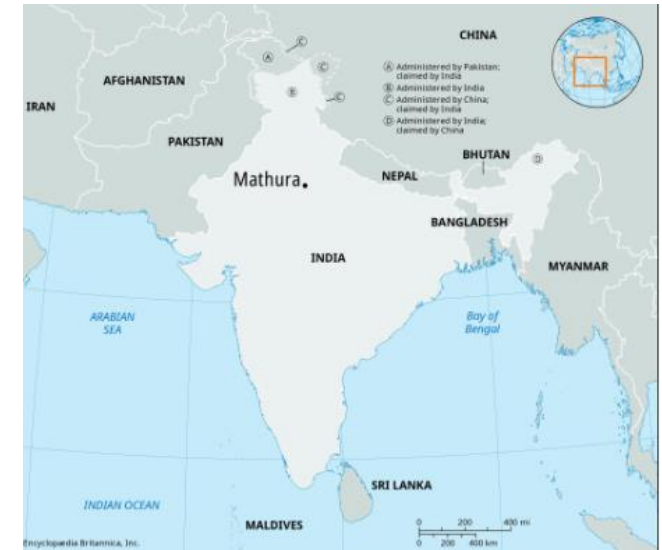 CHINA
Ⓐ Administered by Pakistan;
claimed by India
Ⓑ Administered by India
Ⓒ Administered by China;
claimed by India
Ⓓ Administered by India;
claimed by China
Ⓒ
Ⓐ
Ⓒ
Ⓑ
Ⓒ
AFGHANISTAN
IRAN
PAKISTAN
BHUTAN
Ⓓ
NEPAL
Mathura
BANGLADESH
INDIA
MYANMAR
ARABIAN
SEA
Bay of
Bengal
SRI LANKA
INDIAN OCEAN
MALDIVES
0 200 400 mi
0 200 400 km
Encyclopædia Britannica, Inc.